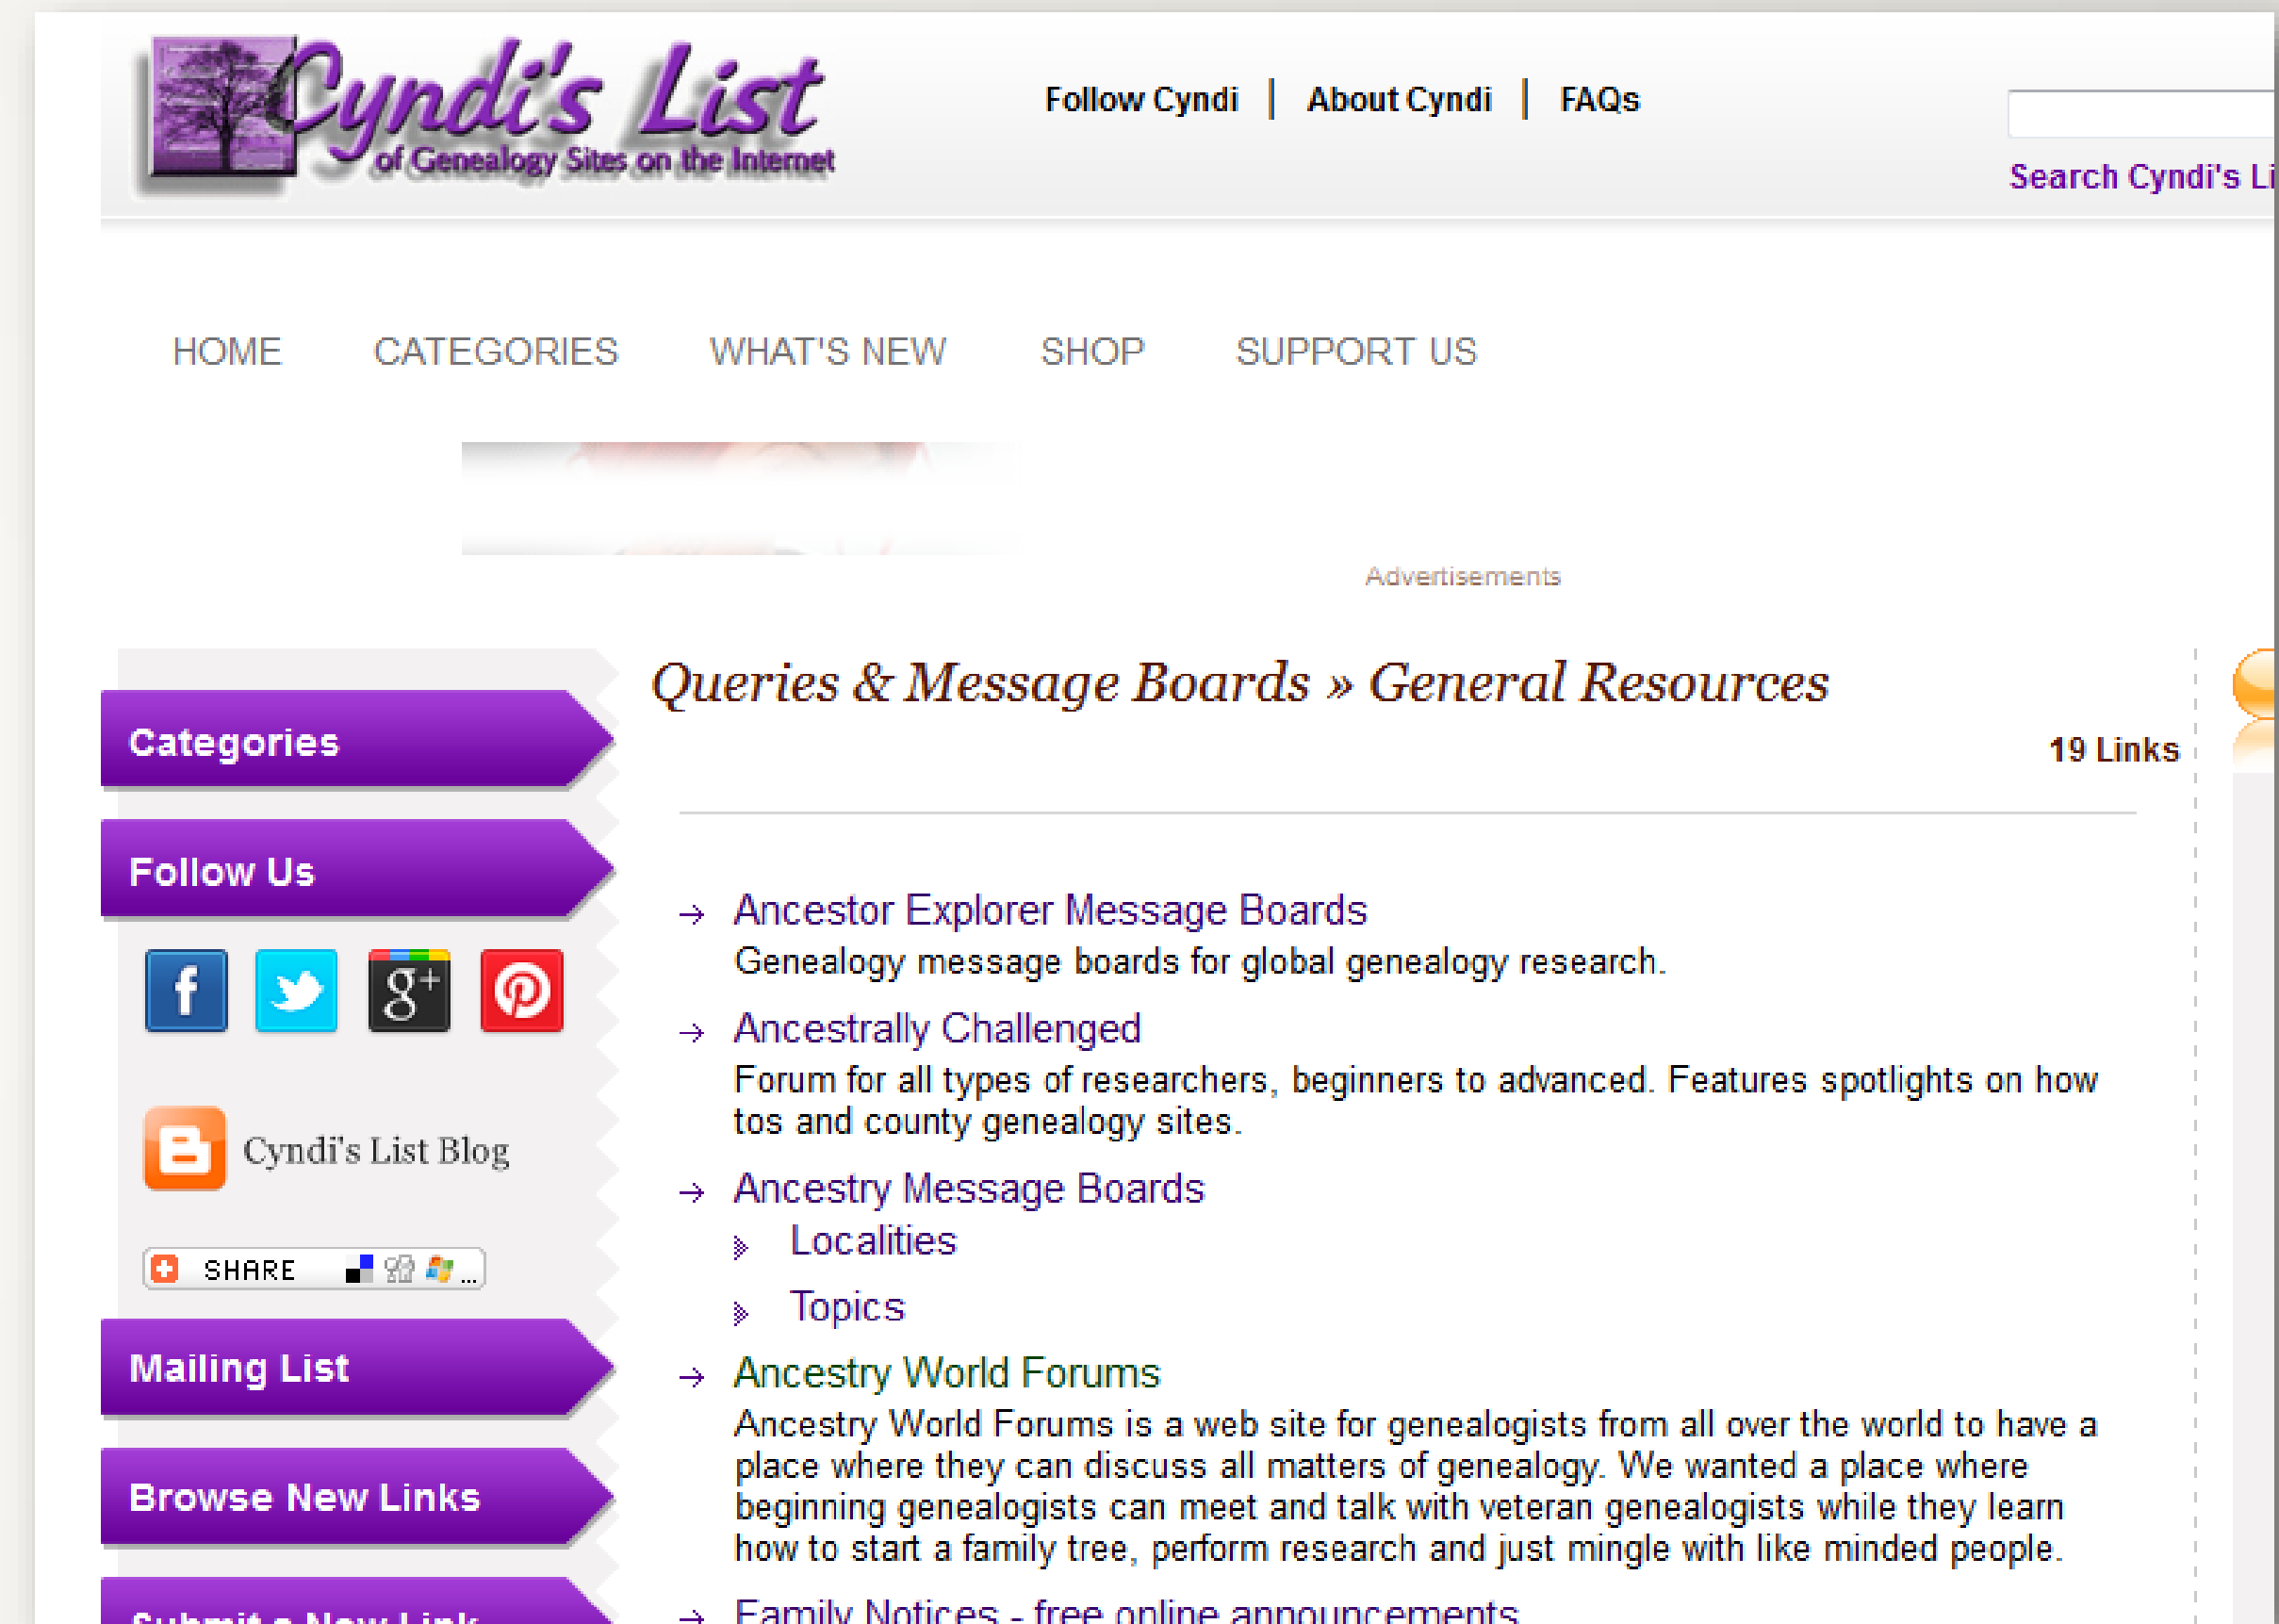 Cyndi's List
of Genealogy Sites on the Internet
Follow Cyndi | About Cyndi | FAQs
Search Cyndi's
HOME CATEGORIES WHAT'S NEW SHOP SUPPORT US
Advertisements
Queries & Message Boards » General Resources
19 Links
Categories
Follow Us
Cyndi's List Blog
SHARE ...
Mailing List
Browse New Links
Submit a New Link
→ Ancestor Explorer Message Boards
Genealogy message boards for global genealogy research.
→ Ancestrally Challenged
Forum for all types of researchers, beginners to advanced. Features spotlights on how
tos and county genealogy sites.
→ Ancestry Message Boards
Localities
Topics
→ Ancestry World Forums
Ancestry World Forums is a web site for genealogists from all over the world to have a
place where they can discuss all matters of genealogy. We wanted a place where
beginning genealogists can meet and talk with veteran genealogists while they learn
how to start a family tree, perform research and just mingle with like minded people.
→ Family Notices - free online announcements